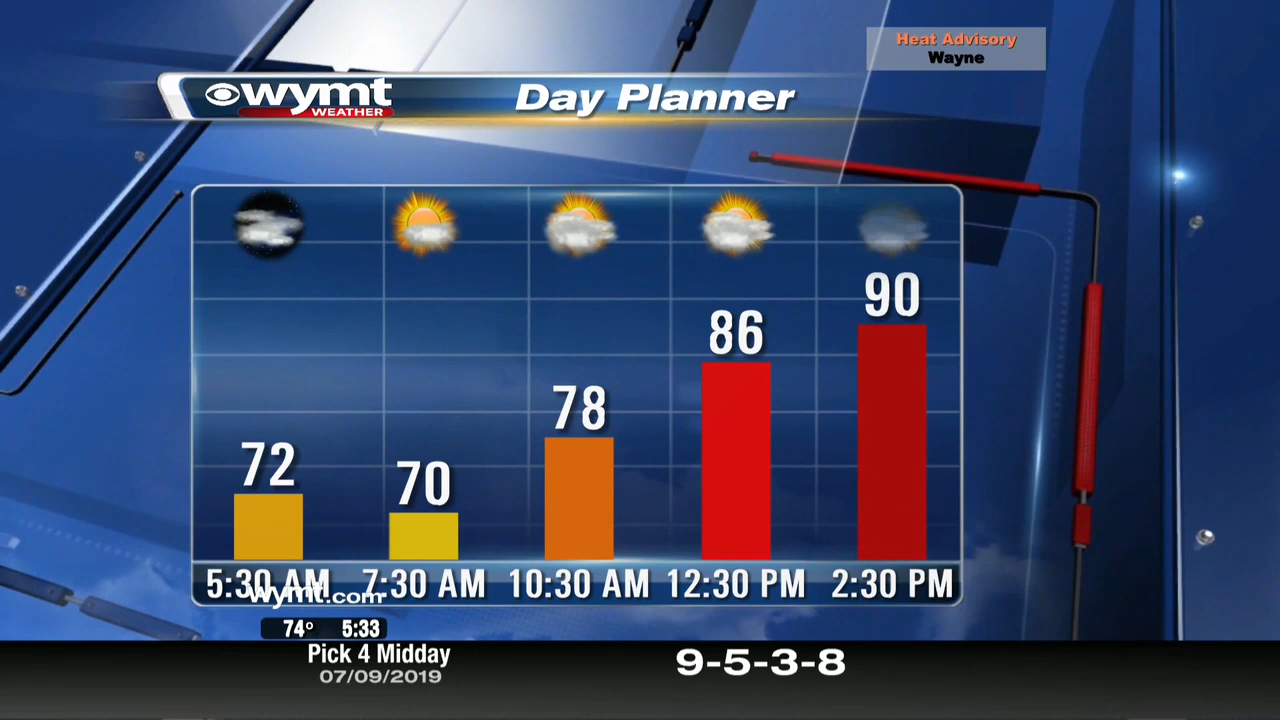 Heat Advisory
Wayne
wymt
WEATHER
Day Planner
72
70
78
86
90
5:30 AM
7:30 AM
10:30 AM
12:30 PM
2:30 PM
wymt.com
74° 5:33
Pick 4 Midday
07/09/2019
9-5-3-8